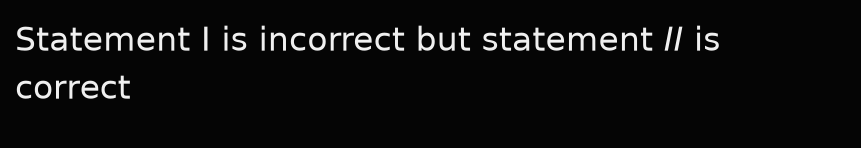 Statement I is incorrect but statement II is
correct